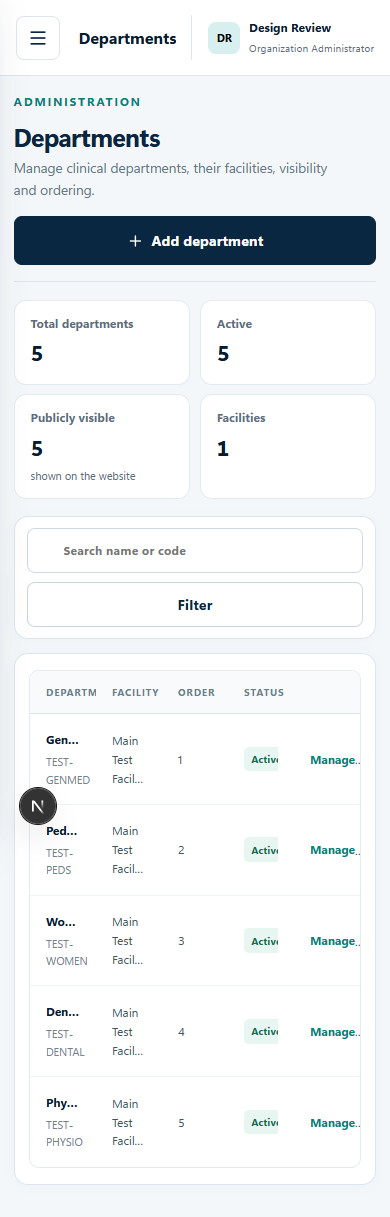 Departments
DR
Design Review
Organization Administrator
ADMINISTRATION
Departments
Manage clinical departments, their facilities, visibility
and ordering.
+ Add department
Total departments
5
Active
5
Publicly visible
5
shown on the website
Facilities
1
Search name or code
Filter
DEPARTM FACILITY ORDER STATUS
Gen...
TEST-
GENMED
Main
Test
Facil...
1
Active
Manage..
N
Ped...
TEST-
PEDS
Main
Test
Facil...
2
Active
Manage..
Wo...
TEST-
WOMEN
Main
Test
Facil...
3
Active
Manage..
Den...
TEST-
DENTAL
Main
Test
Facil...
4
Active
Manage..
Phy...
TEST-
PHYSIO
Main
Test
Facil...
5
Active
Manage..